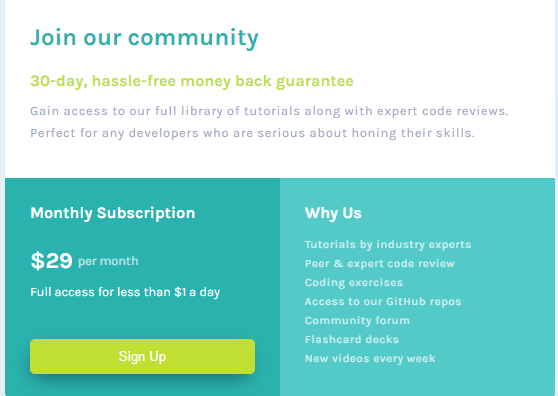 Join our community
30-day, hassle-free money back guarantee
Gain access to our full library of tutorials along with expert code reviews.
Perfect for any developers who are serious about honing their skills.
Monthly Subscription
$29 per month
Full access for less than $1 a day
Sign Up
Why Us
Tutorials by industry experts
Peer & expert code review
Coding exercises
Access to our GitHub repos
Community forum
Flashcard decks
New videos every week